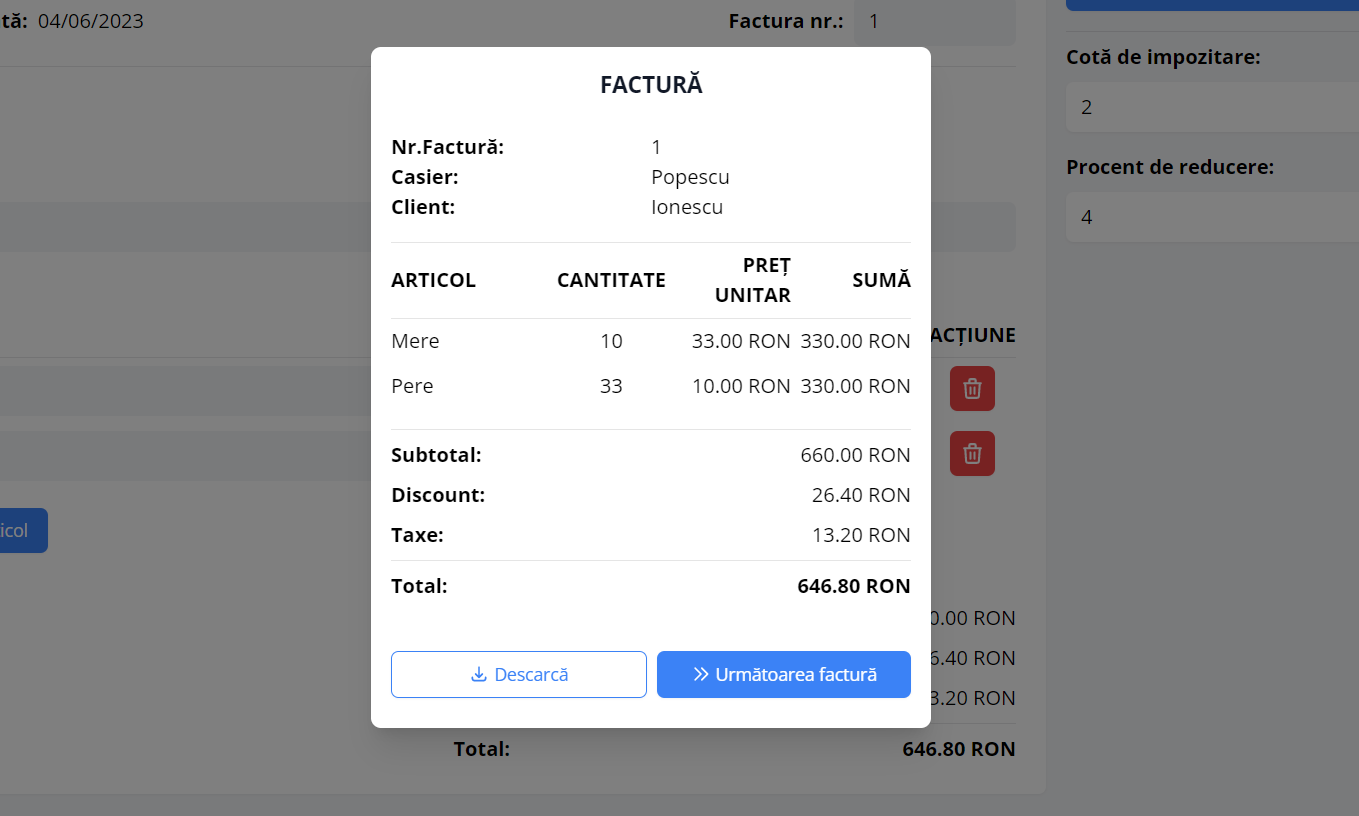 tă: 04/06/2023
Factura nr.: 1
Cotă de impozitare:
2
Procent de reducere:
4
FACTURĂ
Nr.Factură: 1
Casier: Popescu
Client: Ionescu
ARTICOL CANTITATE PREȚ UNITAR SUMĂ
Mere 10 33.00 RON 330.00 RON
Pere 33 10.00 RON 330.00 RON
Subtotal: 660.00 RON
Discount: 26.40 RON
Taxe: 13.20 RON
Total: 646.80 RON
Descarcă
Următoarea factură
ACȚIUNE
icol
0.00 RON
6.40 RON
3.20 RON
Total: 646.80 RON